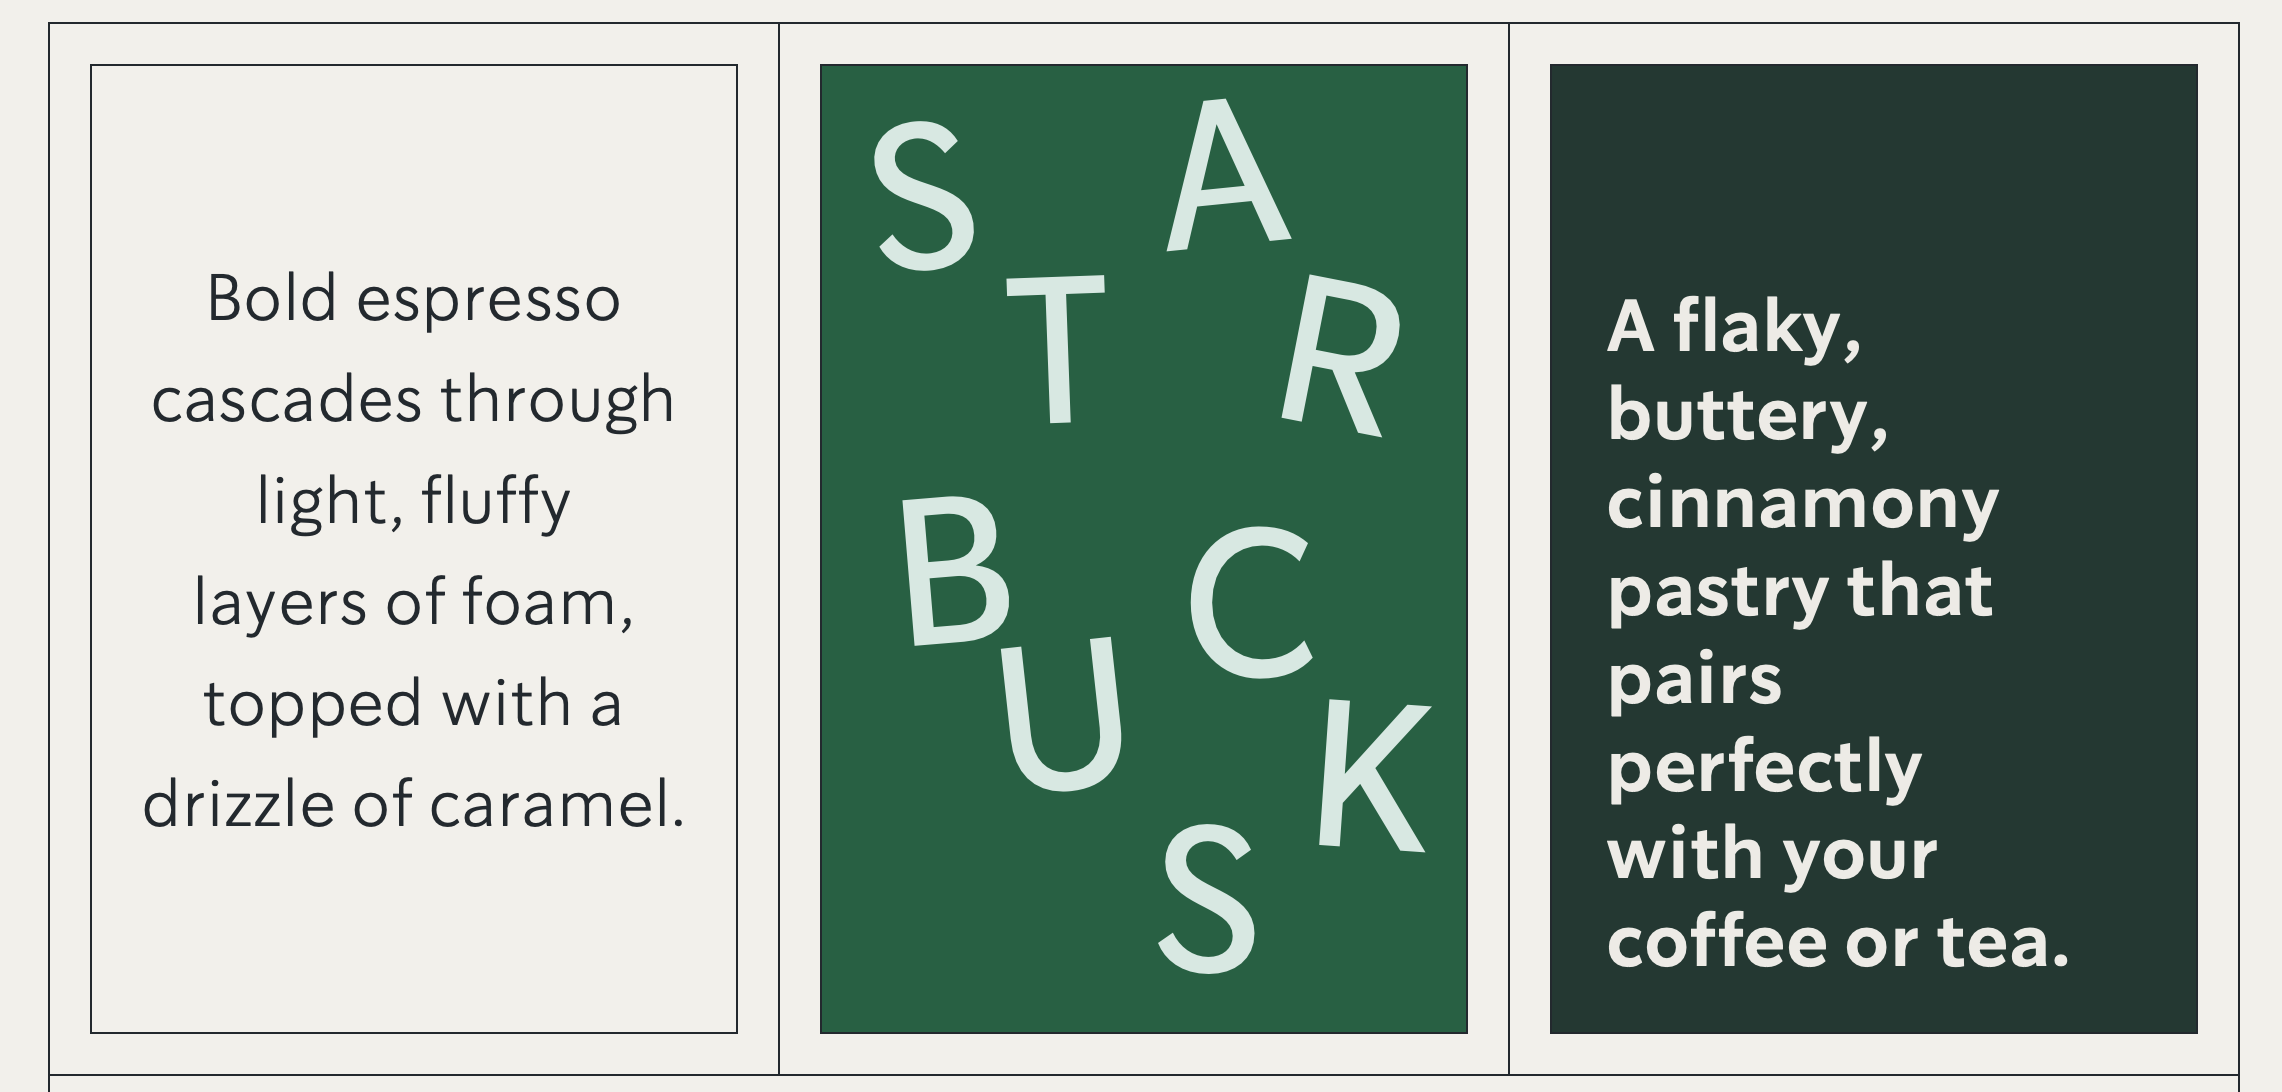 Bold espresso
cascades through
light, fluffy
layers of foam,
topped with a
drizzle of caramel.
S
A
T
R
B
C
U
K
S
A flaky,
buttery,
cinnamony
pastry that
pairs
perfectly
with your
coffee or tea.